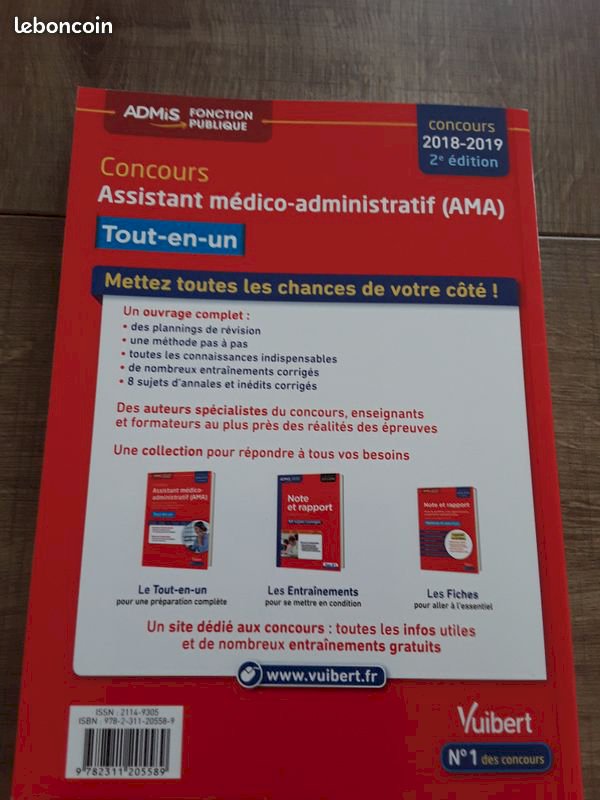 leboncoin
ADMIS FONCTION
PUBLIQUE
concours
2018-2019
2e édition
Concours
Assistant médico-administratif (AMA)
Tout-en-un
Mettez toutes les chances de votre côté !
Un ouvrage complet :
• des plannings de révision
• une méthode pas à pas
• toutes les connaissances indispensables
• de nombreux entraînements corrigés
• 8 sujets d'annales et inédits corrigés
Des auteurs spécialistes du concours, enseignants
et formateurs au plus près des réalités des épreuves
Une collection pour répondre à tous vos besoins
Assistant médico-
administratif (AMA)
Tout-en-un
Note et rapport
Note et rapport
Le Tout-en-un
pour une préparation complète
Les Entraînements
pour se mettre en condition
Les Fiches
pour aller à l'essentiel
Un site dédié aux concours : toutes les infos utiles
et de nombreux entraînements gratuits
www.vuibert.fr
ISSN : 2114-9305
ISBN : 978-2-311-20558-9
9 782311 205589
Vuibert
N°1 des concours